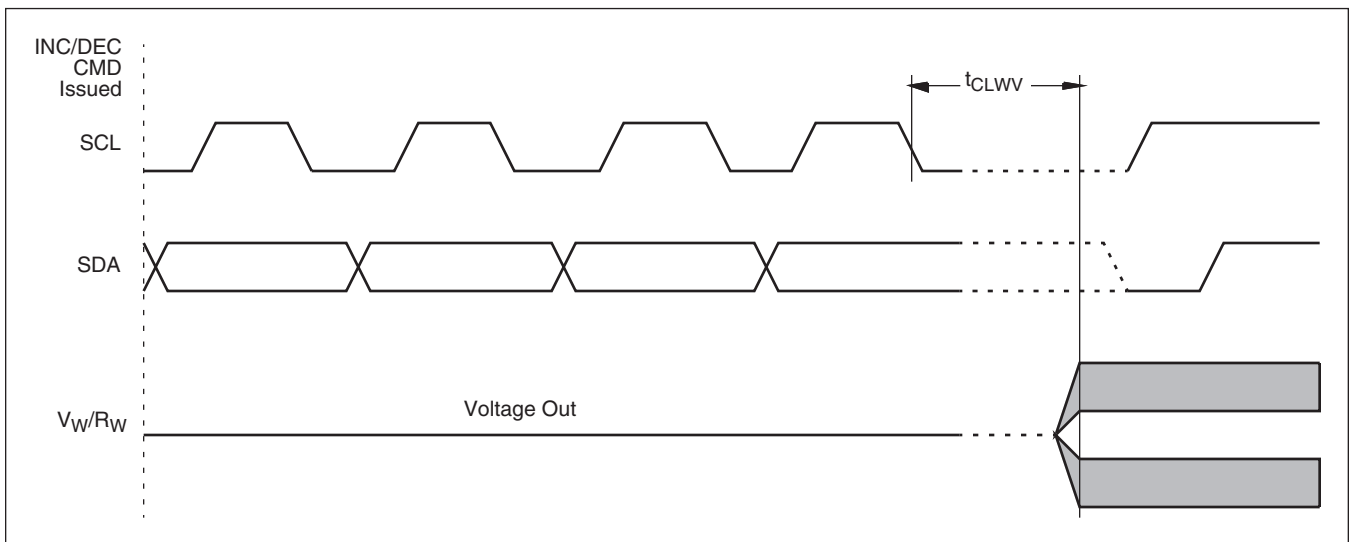 INC/DEC
CMD
Issued
tCLWV
SCL
SDA
Voltage Out
VW/RW